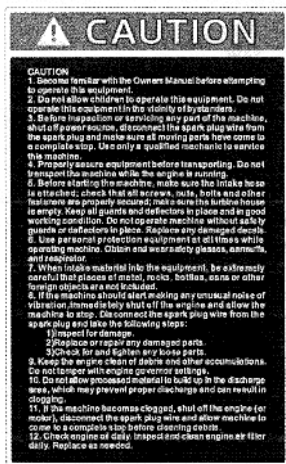 CAUTION
CAUTION
1. Become familiar with the Owners Manual before attempting
to operate this equipment.
2. Do not allow children to operate this equipment. Do not
operate this equipment in the vicinity of bystanders.
3. Before inspection or servicing any part of the machine,
shut off power source, disconnect the spark plug wire from
the spark plug and make sure all moving parts have come to
a complete stop. Use only a qualified mechanic to service
this machine.
4. Properly secure equipment before transporting. Do not
transport the machine while the engine is running.
5. Before starting the machine, make sure the intake hose
is attached; check that all screws, nuts, bolts and other
fasteners are properly secured; make sure the turbine house
is empty. Keep all guards and deflectors in place and in good
working condition. Do not operate machine without safety
guards or deflectors in place. Replace any damaged decals.
6. Use personal protection equipment at all times while
operating machine. Obtain and wear safety glasses, earmuffs,
and respirator.
7. When intake material into the equipment, be extremely
careful that pieces of metal, rocks, bottles, cans or other
foreign objects are not included.
8. If the machine should start making any unusual noise or
vibration,immediately shut off the engine and allow the
machine to stop. Disconnect the spark plug wire from the
spark plug and take the following steps:
1)Inspect for damage.
2)Replace or repair any damaged parts.
3)Check for and tighten any loose parts.
9. Keep the engine clean of debris and other accumulations.
Do not tamper with engine governor settings.
10. Do not allow processed material to build up in the discharge
area, which may prevent proper discharge and can result in
clogging.
11. If the machine becomes clogged, shut off the engine (or
motor), disconnect the spark plug wire and allow machine to
come to a complete stop before cleaning debris.
12. Check engine oil daily. Inspect and clean engine air filter
daily. Replace as needed.